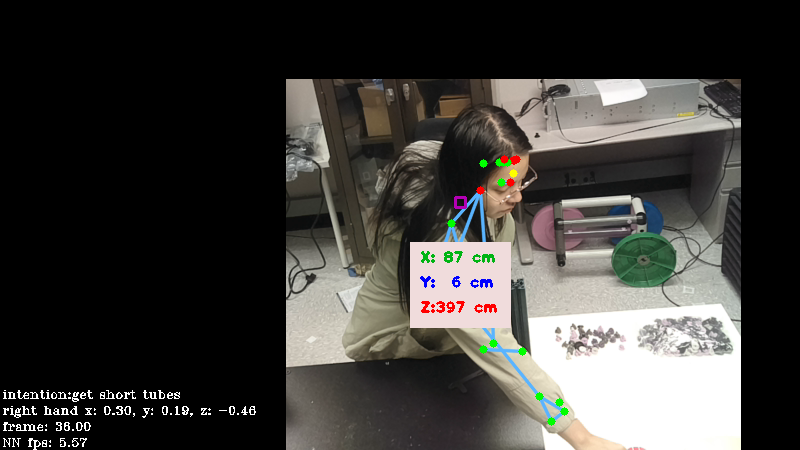 X: 87 cm
Y: 6 cm
Z:397 cm
intention:get short tubes
right hand x: 0.30, y: 0.19, z: -0.46
frame: 36.00
NN fps: 5.57